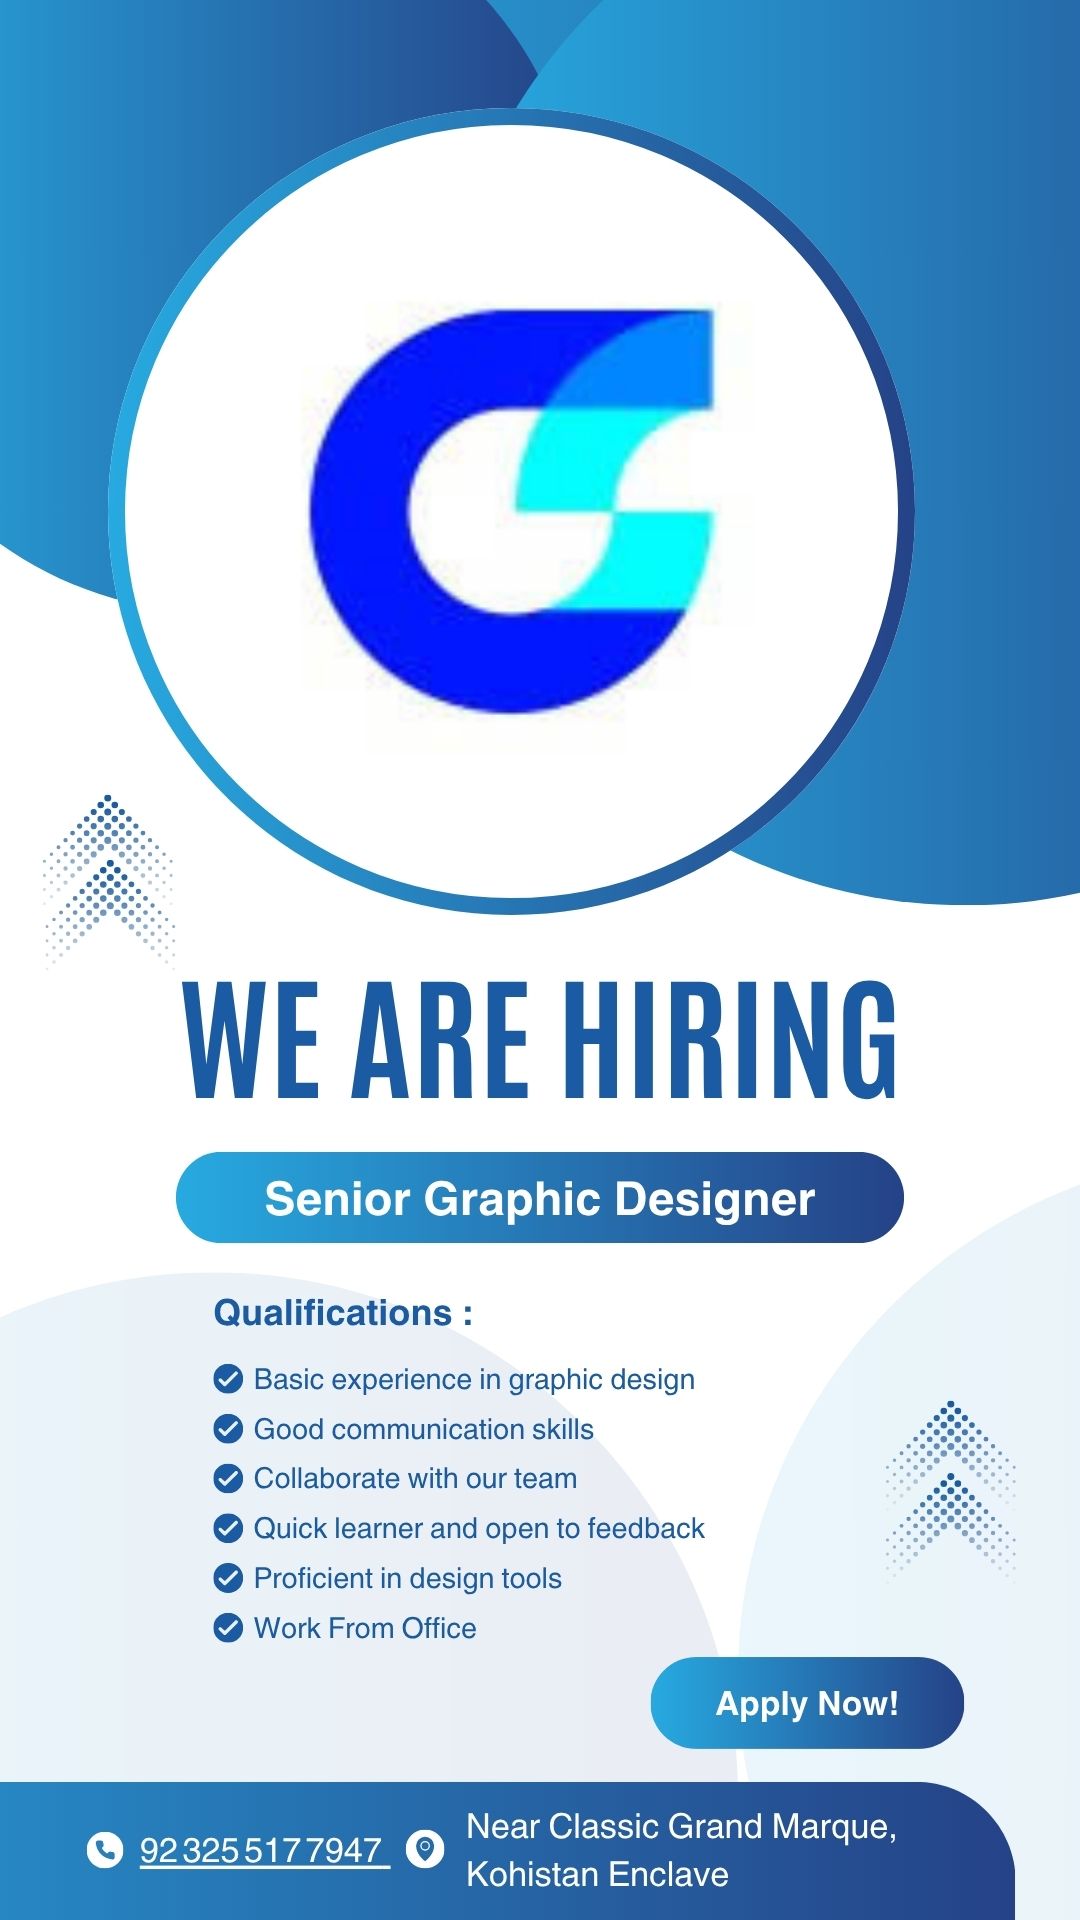 WE ARE HIRING
Senior Graphic Designer
Qualifications :
Basic experience in graphic design
Good communication skills
Collaborate with our team
Quick learner and open to feedback
Proficient in design tools
Work From Office
Apply Now!
92 325 517 7947
Near Classic Grand Marque,
Kohistan Enclave